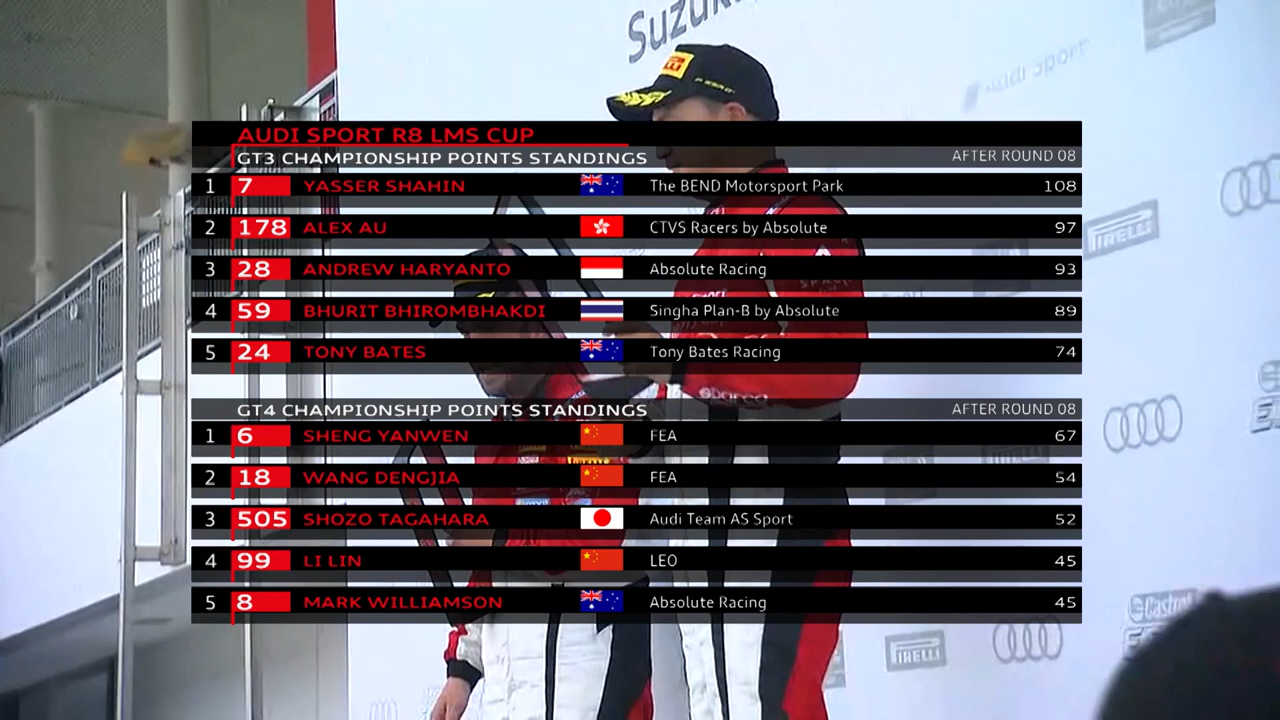 Suzuk
Audi Sport
AUDI SPORT R8 LMS CUP
GT3 CHAMPIONSHIP POINTS STANDINGS AFTER ROUND 08
1 7 YASSER SHAHIN The BEND Motorsport Park 108
2 178 ALEX AU CTVS Racers by Absolute 97
3 28 ANDREW HARYANTO Absolute Racing 93
4 59 BHURIT BHIROMBHAKDI Singha Plan-B by Absolute 89
5 24 TONY BATES Tony Bates Racing 74
GT4 CHAMPIONSHIP POINTS STANDINGS AFTER ROUND 08
1 6 SHENG YANWEN FEA 67
2 18 WANG DENGJIA FEA 54
3 505 SHOZO TAGAHARA Audi Team AS Sport 52
4 99 LI LIN LEO 45
5 8 MARK WILLIAMSON Absolute Racing 45
PIRELLI
sparco
Castrol
PIRELLI